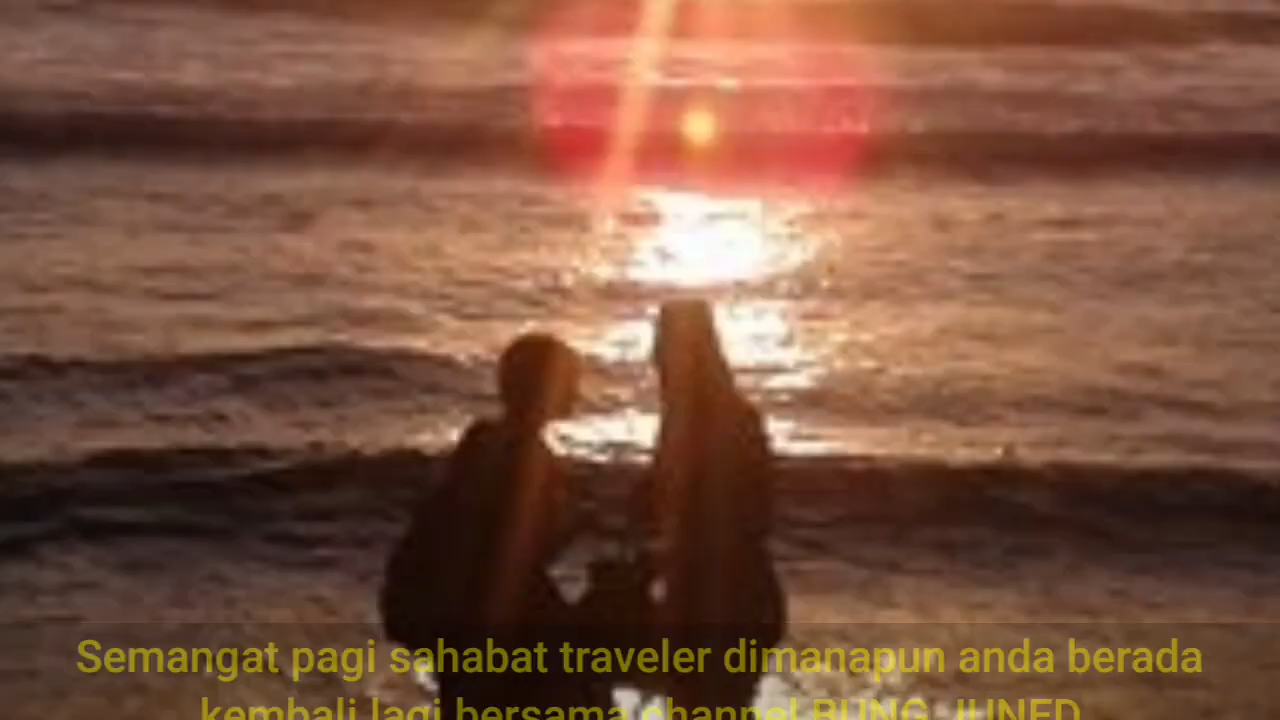 Semangat pagi sahabat traveler dimanapun anda berada
kembali lagi bersama channel BUNG JUNED